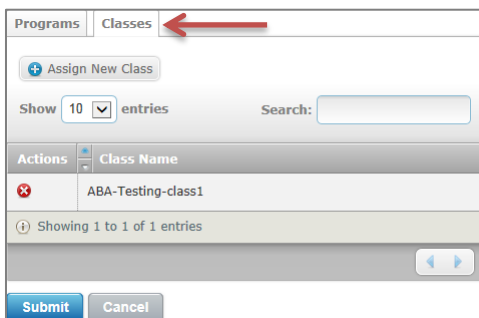 Programs Classes
Assign New Class
Show 10 entries Search:
Actions Class Name
ABA-Testing-class1
Showing 1 to 1 of 1 entries
Submit Cancel